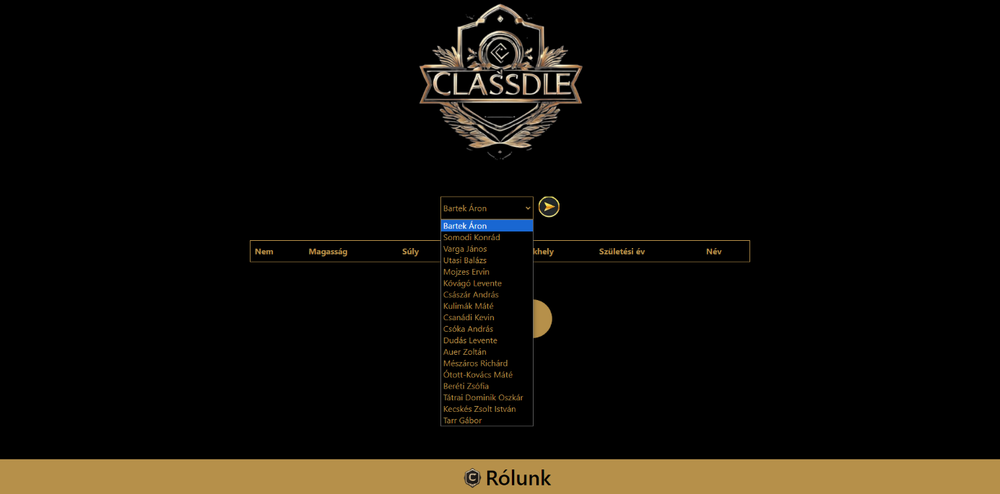 CLASSDLE
Bartek Áron
Bartek Áron
Somodi Konrád
Varga János
Utasi Balázs
Mojzes Ervin
Kővágó Levente
Császár András
Kulimák Máté
Csanádi Kevin
Csóka András
Dudás Levente
Auer Zoltán
Mészáros Richárd
Ótott-Kovács Máté
Beréti Zsófia
Tátrai Dominik Oszkár
Kecskés Zsolt István
Tarr Gábor
Nem Magasság Súly khely Születési év Név
C Rólunk